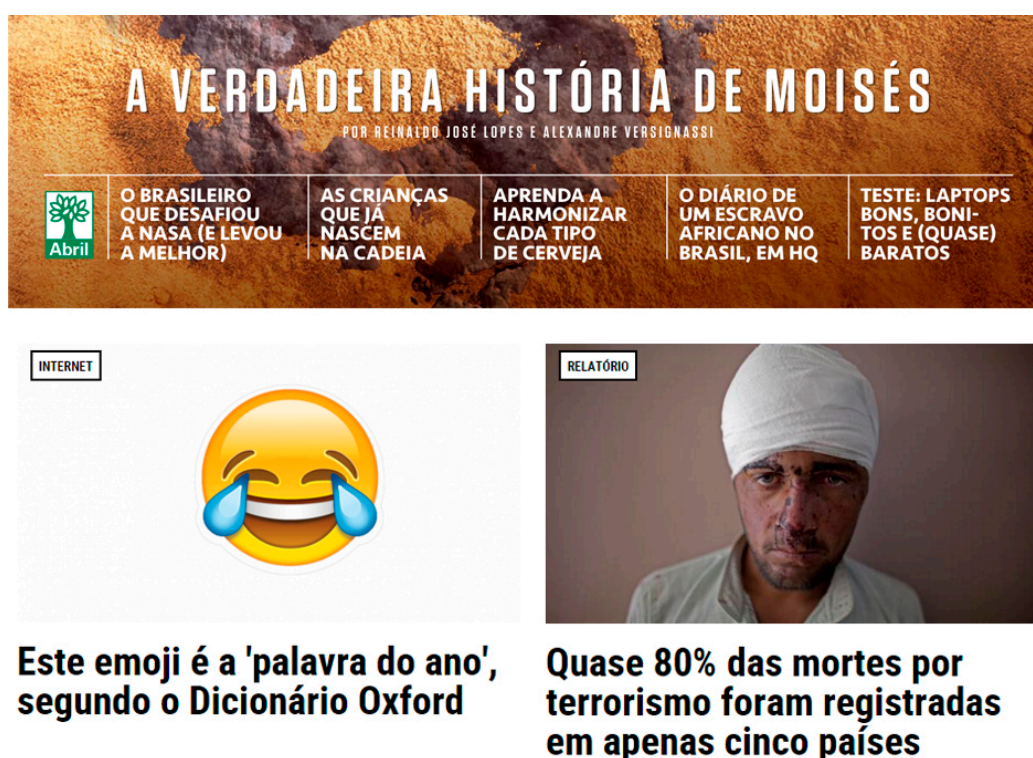 A VERDADEIRA HISTÓRIA DE MOISÉS
POR REINALDO JOSÉ LOPES E ALEXANDRE VERSIGNASSI
Abril
O BRASILEIRO
QUE DESAFIOU
A NASA (E LEVOU
A MELHOR)
AS CRIANÇAS
QUE JÁ
NASCEM
NA CADEIA
APRENDA A
HARMONIZAR
CADA TIPO
DE CERVEJA
O DIÁRIO DE
UM ESCRAVO
AFRICANO NO
BRASIL, EM HQ
TESTE: LAPTOPS
BONS, BONI-
TOS E (QUASE)
BARATOS
INTERNET
Este emoji é a 'palavra do ano',
segundo o Dicionário Oxford
RELATÓRIO
Quase 80% das mortes por
terrorismo foram registradas
em apenas cinco países